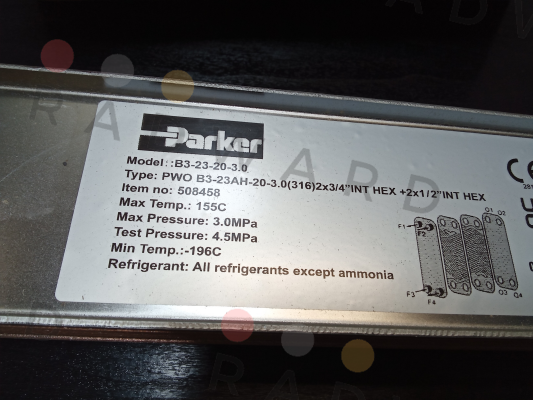 Parker
Model ::B3-23-20-3.0
Type: PWO B3-23AH-20-3.0(316)2x3/4"INT HEX +2x1/2"INT HEX
Item no: 508458
Max Temp.: 155C
Max Pressure: 3.0MPa
Test Pressure: 4.5MPa
Min Temp.:-196C
Refrigerant: All refrigerants except ammonia
CE
F1
F2
F3
F4
Q1 Q2
Q3 Q4
RADWARD
RADWARD